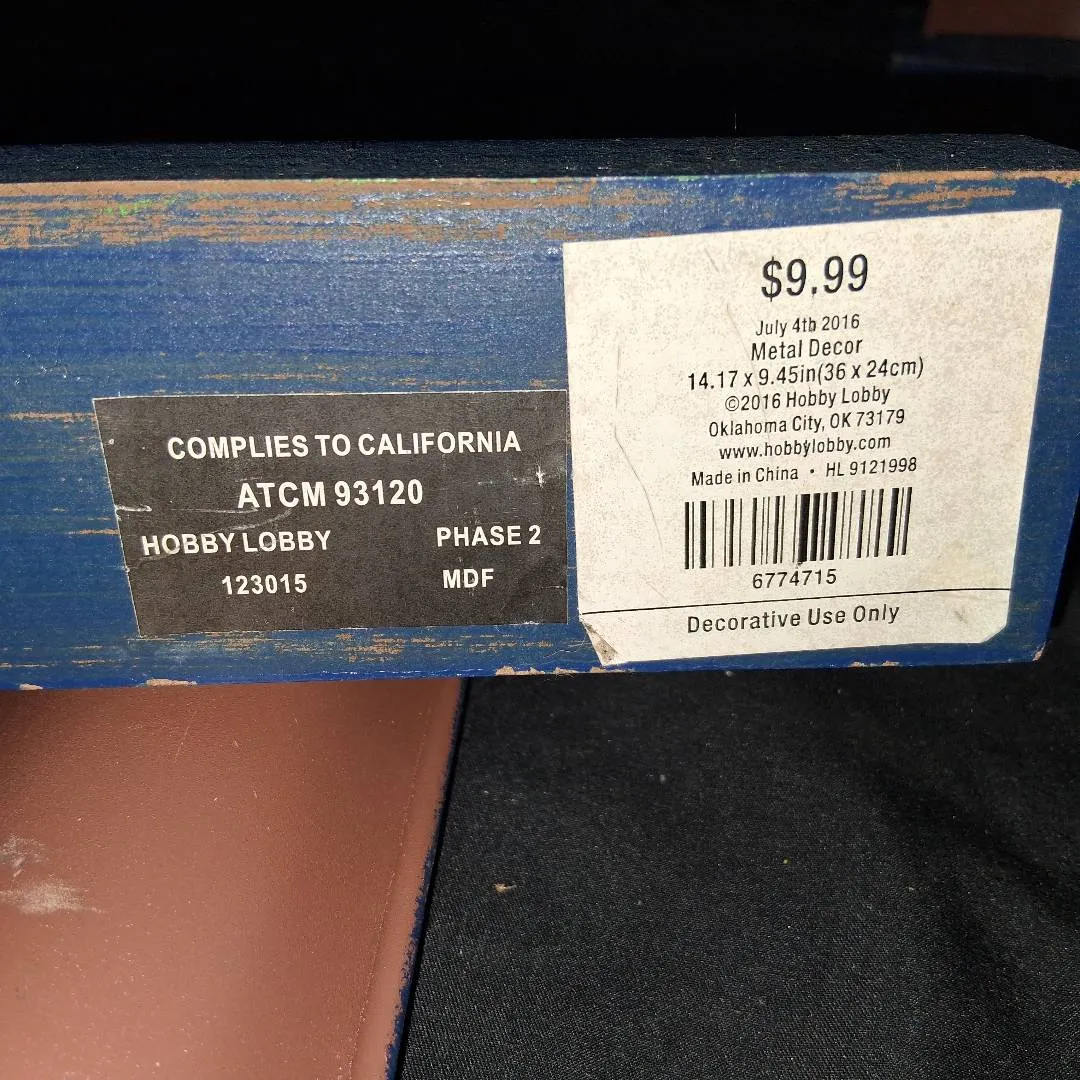 COMPLIES TO CALIFORNIA
ATCM 93120
HOBBY LOBBY PHASE 2
123015 MDF
$9.99
July 4th 2016
Metal Decor
14.17 x 9.45in(36 x 24cm)
©2016 Hobby Lobby
Oklahoma City, OK 73179
www.hobbylobby.com
Made in China · HL 9121998
6774715
Decorative Use Only